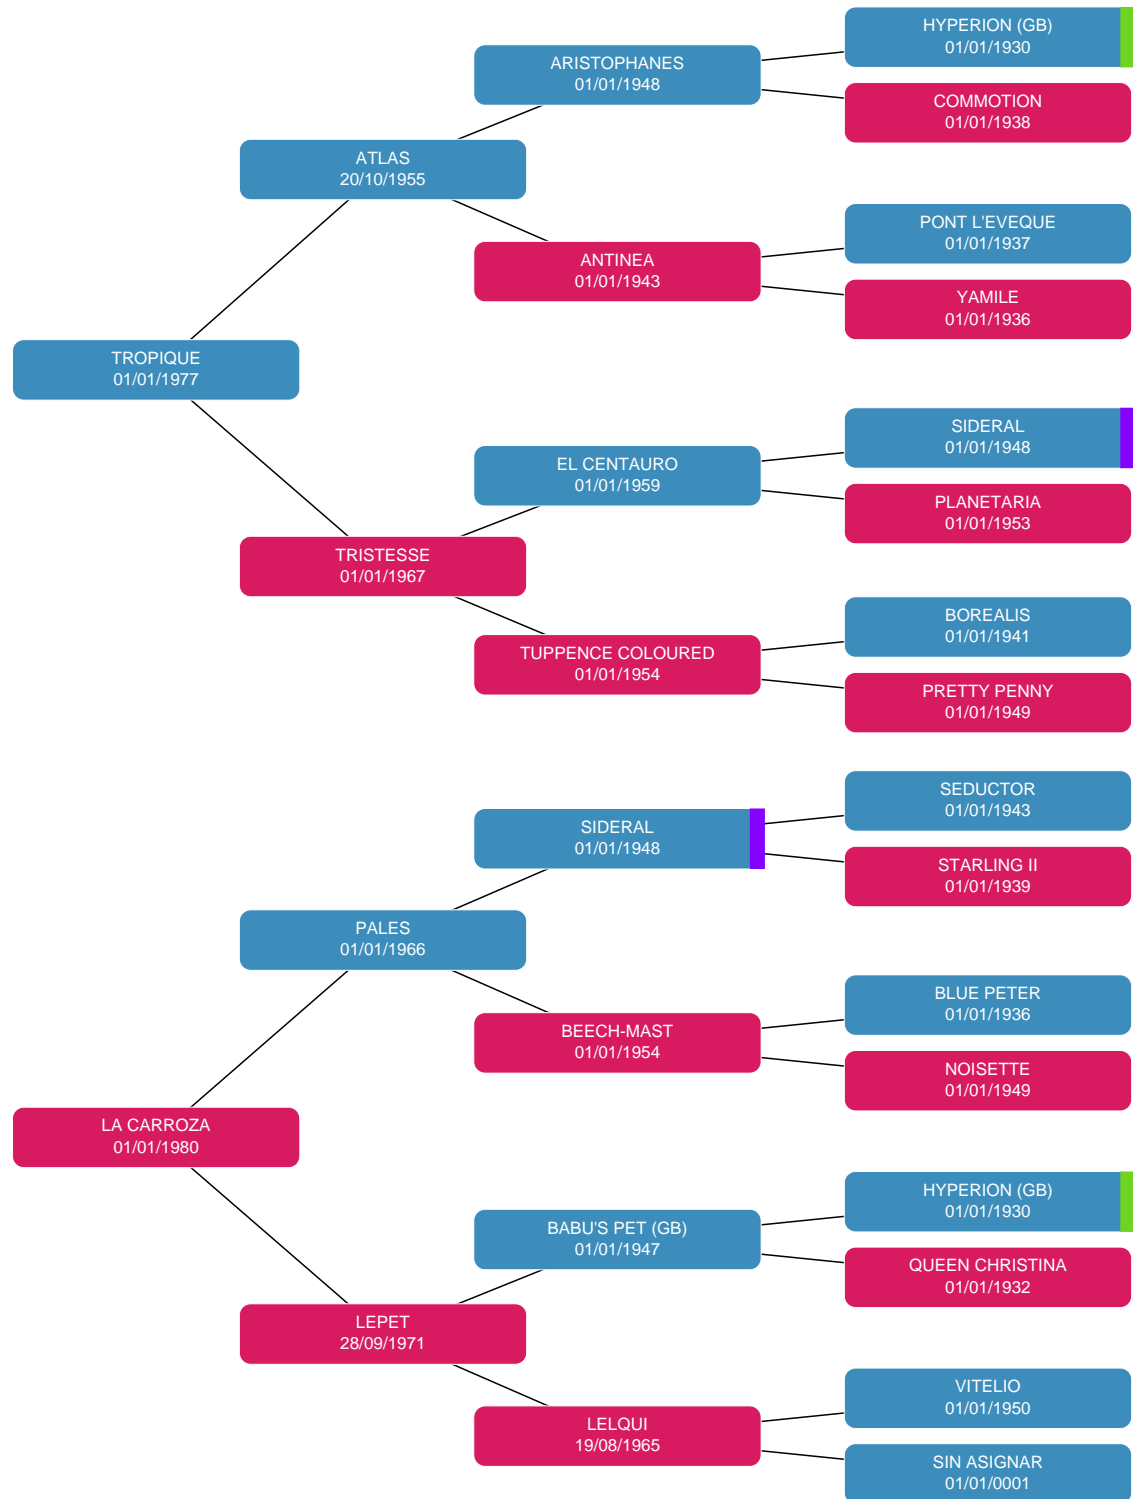 HYPERION (GB)
01/01/1930
ARISTOPHANES
01/01/1948
COMMOTION
01/01/1938
ATLAS
20/10/1955
PONT L'EVEQUE
01/01/1937
ANTINEA
01/01/1943
YAMILE
01/01/1936
TROPIQUE
01/01/1977
SIDERAL
01/01/1948
EL CENTAURO
01/01/1959
PLANETARIA
01/01/1953
TRISTESSE
01/01/1967
BOREALIS
01/01/1941
TUPPENCE COLOURED
01/01/1954
PRETTY PENNY
01/01/1949
SEDUCTOR
01/01/1943
SIDERAL
01/01/1948
STARLING II
01/01/1939
PALES
01/01/1966
BLUE PETER
01/01/1936
BEECH-MAST
01/01/1954
NOISETTE
01/01/1949
LA CARROZA
01/01/1980
HYPERION (GB)
01/01/1930
BABU'S PET (GB)
01/01/1947
QUEEN CHRISTINA
01/01/1932
LEPET
28/09/1971
VITELIO
01/01/1950
LELQUI
19/08/1965
SIN ASIGNAR
01/01/0001